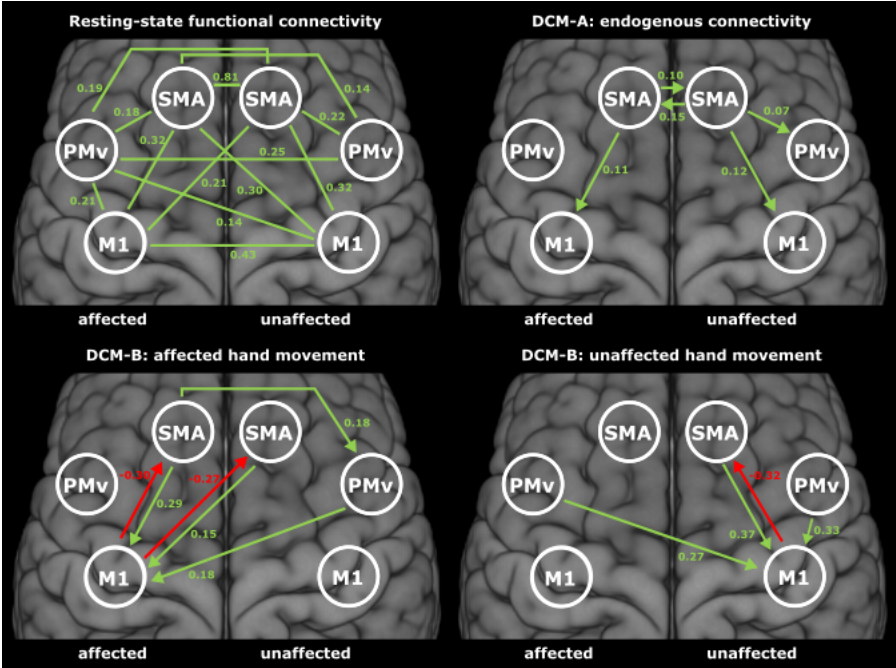 Resting-state functional connectivity
0.19
0.81
0.14
SMA
SMA
0.18
0.22
0.32
PMv
0.25
PMv
0.21
0.21
0.30
0.32
0.14
M1
0.43
M1
affected
unaffected
DCM-A: endogenous connectivity
0.10
SMA
SMA
0.15
0.07
PMv
PMv
0.11
0.12
M1
M1
affected
unaffected
DCM-B: affected hand movement
0.18
SMA
SMA
-0.30
-0.27
PMv
PMv
0.29
0.15
0.18
M1
M1
affected
unaffected
DCM-B: unaffected hand movement
SMA
SMA
-0.32
PMv
PMv
0.37
0.33
0.27
M1
M1
affected
unaffected